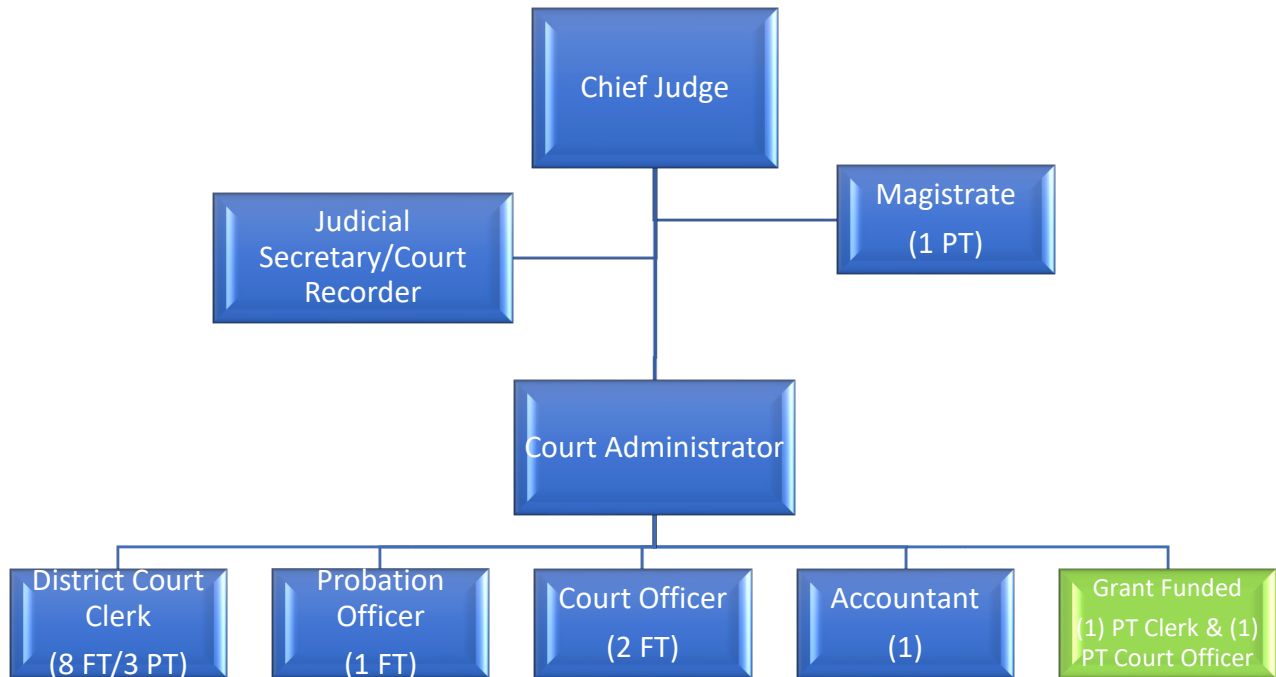 Chief Judge
Magistrate
(1 PT)
Judicial
Secretary/Court
Recorder
Court Administrator
District Court
Clerk
(8 FT/3 PT)
Probation
Officer
(1 FT)
Court Officer
(2 FT)
Accountant
(1)
Grant Funded
(1) PT Clerk & (1)
PT Court Officer